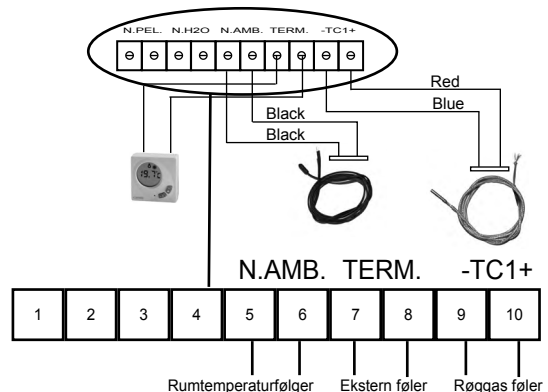 N.PEL. N.H2O N.AMB. TERM. -TC1+
Red
Blue
Black
Black
19.7c
N.AMB. TERM. -TC1+
1 2 3 4 5 6 7 8 9 10
Rumtemperaturfølger Ekstern føler Røggas føler